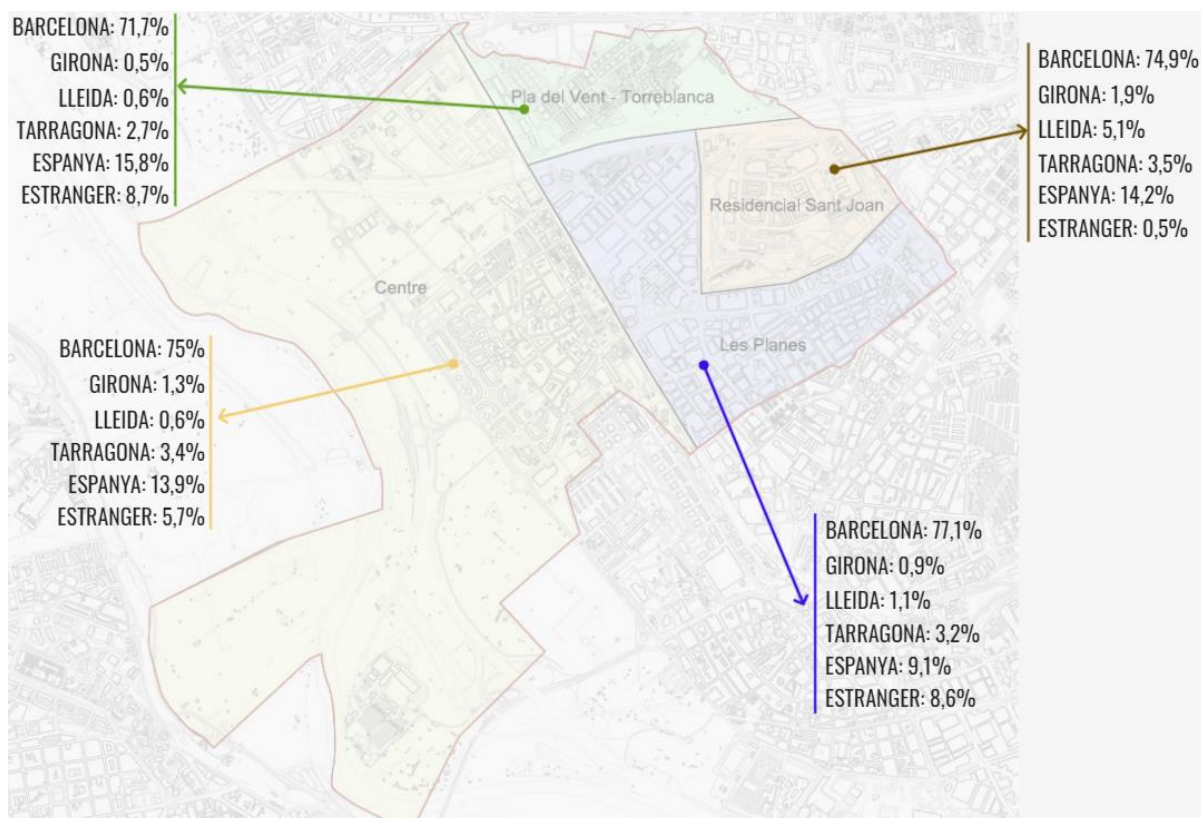 BARCELONA: 71,7%
GIRONA: 0,5%
LLEIDA: 0,6%
TARRAGONA: 2,7%
ESPANYA: 15,8%
ESTRANGER: 8,7%
Pla del Vent - Torreblanca
BARCELONA: 74,9%
GIRONA: 1,9%
LLEIDA: 5,1%
TARRAGONA: 3,5%
ESPANYA: 14,2%
ESTRANGER: 0,5%
Residencial Sant Joan
Centre
BARCELONA: 75%
GIRONA: 1,3%
LLEIDA: 0,6%
TARRAGONA: 3,4%
ESPANYA: 13,9%
ESTRANGER: 5,7%
Les Planes
BARCELONA: 77,1%
GIRONA: 0,9%
LLEIDA: 1,1%
TARRAGONA: 3,2%
ESPANYA: 9,1%
ESTRANGER: 8,6%